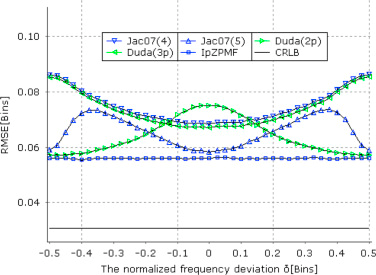 0.10
Jac07(4) Jac07(5) Duda(2p)
Duda(3p) IpZPMF CRLB
0.08
RMSE[Bins]
0.06
0.04
-0.5 -0.4 -0.3 -0.2 -0.1 0 0.1 0.2 0.3 0.4 0.5
The normalized frequency deviation δ[Bins]